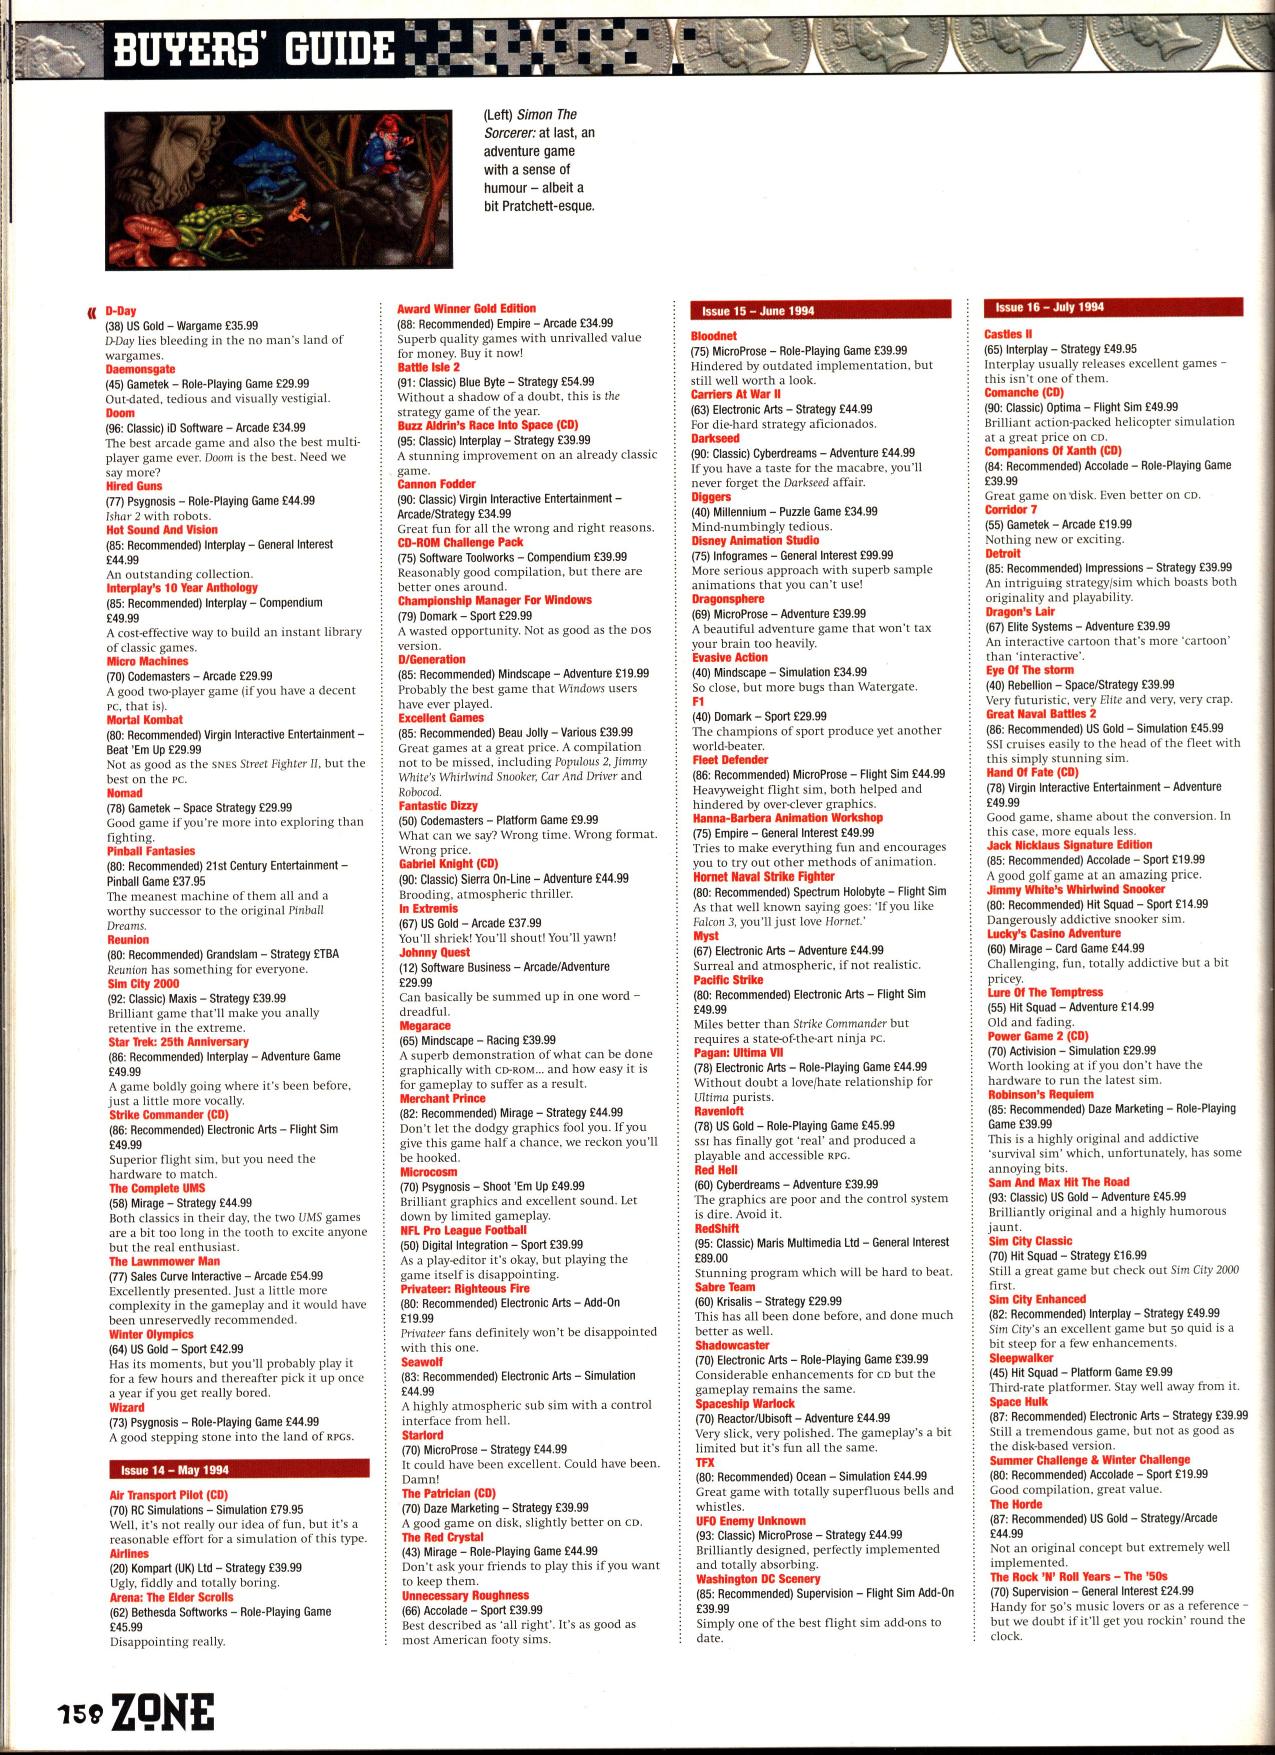 BUYERS' GUIDE
(Left) Simon The
Sorcerer: at last, an
adventure game
with a sense of
humour – albeit a
bit Pratchett-esque.
« D-Day
(38) US Gold – Wargame £35.99
D-Day lies bleeding in the no man's land of
wargames.
Daemonsgate
(45) Gametek – Role-Playing Game £29.99
Out-dated, tedious and visually vestigial.
Doom
(96: Classic) iD Software – Arcade £34.99
The best arcade game and also the best multi-
player game ever. Doom is the best. Need we
say more?
Hired Guns
(77) Psygnosis – Role-Playing Game £44.99
Ishar 2 with robots.
Hot Sound And Vision
(85: Recommended) Interplay – General Interest
£44.99
An outstanding collection.
Interplay's 10 Year Anthology
(85: Recommended) Interplay – Compendium
£49.99
A cost-effective way to build an instant library
of classic games.
Micro Machines
(70) Codemasters – Arcade £29.99
A good two-player game (if you have a decent
PC, that is).
Mortal Kombat
(80: Recommended) Virgin Interactive Entertainment –
Beat 'Em Up £29.99
Not as good as the SNES Street Fighter II, but the
best on the PC.
Nomad
(78) Gametek – Space Strategy £29.99
Good game if you're more into exploring than
fighting.
Pinball Fantasies
(80: Recommended) 21st Century Entertainment –
Pinball Game £37.95
The meanest machine of them all and a
worthy successor to the original Pinball
Dreams.
Reunion
(80: Recommended) Grandslam – Strategy £TBA
Reunion has something for everyone.
Sim City 2000
(92: Classic) Maxis – Strategy £39.99
Brilliant game that'll make you anally
retentive in the extreme.
Star Trek: 25th Anniversary
(86: Recommended) Interplay – Adventure Game
£49.99
A game boldly going where it's been before,
just a little more vocally.
Strike Commander (CD)
(86: Recommended) Electronic Arts – Flight Sim
£49.99
Superior flight sim, but you need the
hardware to match.
The Complete UMS
(58) Mirage – Strategy £44.99
Both classics in their day, the two UMS games
are a bit too long in the tooth to excite anyone
but the real enthusiast.
The Lawnmower Man
(77) Sales Curve Interactive – Arcade £54.99
Excellently presented. Just a little more
complexity in the gameplay and it would have
been unreservedly recommended.
Winter Olympics
(64) US Gold – Sport £42.99
Has its moments, but you'll probably play it
for a few hours and thereafter pick it up once
a year if you get really bored.
Wizard
(73) Psygnosis – Role-Playing Game £44.99
A good stepping stone into the land of RPGS.
Issue 14 – May 1994
Air Transport Pilot (CD)
(70) RC Simulations – Simulation £79.95
Well, it's not really our idea of fun, but it's a
reasonable effort for a simulation of this type.
Airlines
(20) Kompart (UK) Ltd – Strategy £39.99
Ugly, fiddly and totally boring.
Arena: The Elder Scrolls
(62) Bethesda Softworks – Role-Playing Game
£45.99
Disappointing really.
Award Winner Gold Edition
(88: Recommended) Empire – Arcade £34.99
Superb quality games with unrivalled value
for money. Buy it now!
Battle Isle 2
(91: Classic) Blue Byte – Strategy £54.99
Without a shadow of a doubt, this is the
strategy game of the year.
Buzz Aldrin's Race Into Space (CD)
(95: Classic) Interplay – Strategy £39.99
A stunning improvement on an already classic
game.
Cannon Fodder
(90: Classic) Virgin Interactive Entertainment –
Arcade/Strategy £34.99
Great fun for all the wrong and right reasons.
CD-ROM Challenge Pack
(75) Software Toolworks – Compendium £39.99
Reasonably good compilation, but there are
better ones around.
Championship Manager For Windows
(79) Domark – Sport £29.99
A wasted opportunity. Not as good as the DOS
version.
D/Generation
(85: Recommended) Mindscape – Adventure £19.99
Probably the best game that Windows users
have ever played.
Excellent Games
(85: Recommended) Beau Jolly – Various £39.99
Great games at a great price. A compilation
not to be missed, including Populous 2, Jimmy
White's Whirlwind Snooker, Car And Driver and
Robocod.
Fantastic Dizzy
(50) Codemasters – Platform Game £9.99
What can we say? Wrong time. Wrong format.
Wrong price.
Gabriel Knight (CD)
(90: Classic) Sierra On-Line – Adventure £44.99
Brooding, atmospheric thriller.
In Extremis
(67) US Gold – Arcade £37.99
You'll shriek! You'll shout! You'll yawn!
Johnny Quest
(12) Software Business – Arcade/Adventure
£29.99
Can basically be summed up in one word –
dreadful.
Megarace
(65) Mindscape – Racing £39.99
A superb demonstration of what can be done
graphically with CD-ROM... and how easy it is
for gameplay to suffer as a result.
Merchant Prince
(82: Recommended) Mirage – Strategy £44.99
Don't let the dodgy graphics fool you. If you
give this game half a chance, we reckon you'll
be hooked.
Microcosm
(70) Psygnosis – Shoot 'Em Up £49.99
Brilliant graphics and excellent sound. Let
down by limited gameplay.
NFL Pro League Football
(50) Digital Integration – Sport £39.99
As a play-editor it's okay, but playing the
game itself is disappointing.
Privateer: Righteous Fire
(80: Recommended) Electronic Arts – Add-On
£19.99
Privateer fans definitely won't be disappointed
with this one.
Seawolf
(83: Recommended) Electronic Arts – Simulation
£44.99
A highly atmospheric sub sim with a control
interface from hell.
Starlord
(70) MicroProse – Strategy £44.99
It could have been excellent. Could have been.
Damn!
The Patrician (CD)
(70) Daze Marketing – Strategy £39.99
A good game on disk, slightly better on CD.
The Red Crystal
(43) Mirage – Role-Playing Game £44.99
Don't ask your friends to play this if you want
to keep them.
Unnecessary Roughness
(66) Accolade – Sport £39.99
Best described as 'all right'. It's as good as
most American footy sims.
Issue 15 – June 1994
Bloodnet
(75) MicroProse – Role-Playing Game £39.99
Hindered by outdated implementation, but
still well worth a look.
Carriers At War II
(63) Electronic Arts – Strategy £44.99
For die-hard strategy aficionados.
Darkseed
(90: Classic) Cyberdreams – Adventure £44.99
If you have a taste for the macabre, you'll
never forget the Darkseed affair.
Diggers
(40) Millennium – Puzzle Game £34.99
Mind-numbingly tedious.
Disney Animation Studio
(75) Infogrames – General Interest £99.99
More serious approach with superb sample
animations that you can't use!
Dragonsphere
(69) MicroProse – Adventure £39.99
A beautiful adventure game that won't tax
your brain too heavily.
Evasive Action
(40) Mindscape – Simulation £34.99
So close, but more bugs than Watergate.
F1
(40) Domark – Sport £29.99
The champions of sport produce yet another
world-beater.
Fleet Defender
(86: Recommended) MicroProse – Flight Sim £44.99
Heavyweight flight sim, both helped and
hindered by over-clever graphics.
Hanna-Barbera Animation Workshop
(75) Empire – General Interest £49.99
Tries to make everything fun and encourages
you to try out other methods of animation.
Hornet Naval Strike Fighter
(80: Recommended) Spectrum Holobyte – Flight Sim
As that well known saying goes: 'If you like
Falcon 3, you'll just love Hornet.'
Myst
(67) Electronic Arts – Adventure £44.99
Surreal and atmospheric, if not realistic.
Pacific Strike
(80: Recommended) Electronic Arts – Flight Sim
£49.99
Miles better than Strike Commander but
requires a state-of-the-art ninja PC.
Pagan: Ultima VII
(78) Electronic Arts – Role-Playing Game £44.99
Without doubt a love/hate relationship for
Ultima purists.
Ravenloft
(78) US Gold – Role-Playing Game £45.99
SSI has finally got 'real' and produced a
playable and accessible RPG.
Red Hell
(60) Cyberdreams – Adventure £39.99
The graphics are poor and the control system
is dire. Avoid it.
RedShift
(95: Classic) Maris Multimedia Ltd – General Interest
£89.00
Stunning program which will be hard to beat.
Sabre Team
(60) Krisalis – Strategy £29.99
This has all been done before, and done much
better as well.
Shadowcaster
(70) Electronic Arts – Role-Playing Game £39.99
Considerable enhancements for CD but the
gameplay remains the same.
Spaceship Warlock
(70) Reactor/Ubisoft – Adventure £44.99
Very slick, very polished. The gameplay's a bit
limited but it's fun all the same.
TFX
(80: Recommended) Ocean – Simulation £44.99
Great game with totally superfluous bells and
whistles.
UFO Enemy Unknown
(93: Classic) MicroProse – Strategy £44.99
Brilliantly designed, perfectly implemented
and totally absorbing.
Washington DC Scenery
(85: Recommended) Supervision – Flight Sim Add-On
£39.99
Simply one of the best flight sim add-ons to
date.
Issue 16 – July 1994
Castles II
(65) Interplay – Strategy £49.95
Interplay usually releases excellent games –
this isn't one of them.
Comanche (CD)
(90: Classic) Optima – Flight Sim £49.99
Brilliant action-packed helicopter simulation
at a great price on CD.
Companions Of Xanth (CD)
(84: Recommended) Accolade – Role-Playing Game
£39.99
Great game on disk. Even better on CD.
Corridor 7
(55) Gametek – Arcade £19.99
Nothing new or exciting.
Detroit
(85: Recommended) Impressions – Strategy £39.99
An intriguing strategy/sim which boasts both
originality and playability.
Dragon's Lair
(67) Elite Systems – Adventure £39.99
An interactive cartoon that's more 'cartoon'
than 'interactive'.
Eye Of The storm
(40) Rebellion – Space/Strategy £39.99
Very futuristic, very Elite and very, very crap.
Great Naval Battles 2
(86: Recommended) US Gold – Simulation £45.99
SSI cruises easily to the head of the fleet with
this simply stunning sim.
Hand Of Fate (CD)
(78) Virgin Interactive Entertainment – Adventure
£49.99
Good game, shame about the conversion. In
this case, more equals less.
Jack Nicklaus Signature Edition
(85: Recommended) Accolade – Sport £19.99
A good golf game at an amazing price.
Jimmy White's Whirlwind Snooker
(80: Recommended) Hit Squad – Sport £14.99
Dangerously addictive snooker sim.
Lucky's Casino Adventure
(60) Mirage – Card Game £44.99
Challenging, fun, totally addictive but a bit
pricey.
Lure Of The Temptress
(55) Hit Squad – Adventure £14.99
Old and fading.
Power Game 2 (CD)
(70) Activision – Simulation £29.99
Worth looking at if you don't have the
hardware to run the latest sim.
Robinson's Requiem
(85: Recommended) Daze Marketing – Role-Playing
Game £39.99
This is a highly original and addictive
'survival sim' which, unfortunately, has some
annoying bits.
Sam And Max Hit The Road
(93: Classic) US Gold – Adventure £45.99
Brilliantly original and a highly humorous
jaunt.
Sim City Classic
(70) Hit Squad – Strategy £16.99
Still a great game but check out Sim City 2000
first.
Sim City Enhanced
(82: Recommended) Interplay – Strategy £49.99
Sim City's an excellent game but 50 quid is a
bit steep for a few enhancements.
Sleepwalker
(45) Hit Squad – Platform Game £9.99
Third-rate platformer. Stay well away from it.
Space Hulk
(87: Recommended) Electronic Arts – Strategy £39.99
Still a tremendous game, but not as good as
the disk-based version.
Summer Challenge & Winter Challenge
(80: Recommended) Accolade – Sport £19.99
Good compilation, great value.
The Horde
(87: Recommended) US Gold – Strategy/Arcade
£44.99
Not an original concept but extremely well
implemented.
The Rock 'N' Roll Years – The '50s
(70) Supervision – General Interest £24.99
Handy for 50's music lovers or as a reference –
but we doubt if it'll get you rockin' round the
clock.
158 ZONE